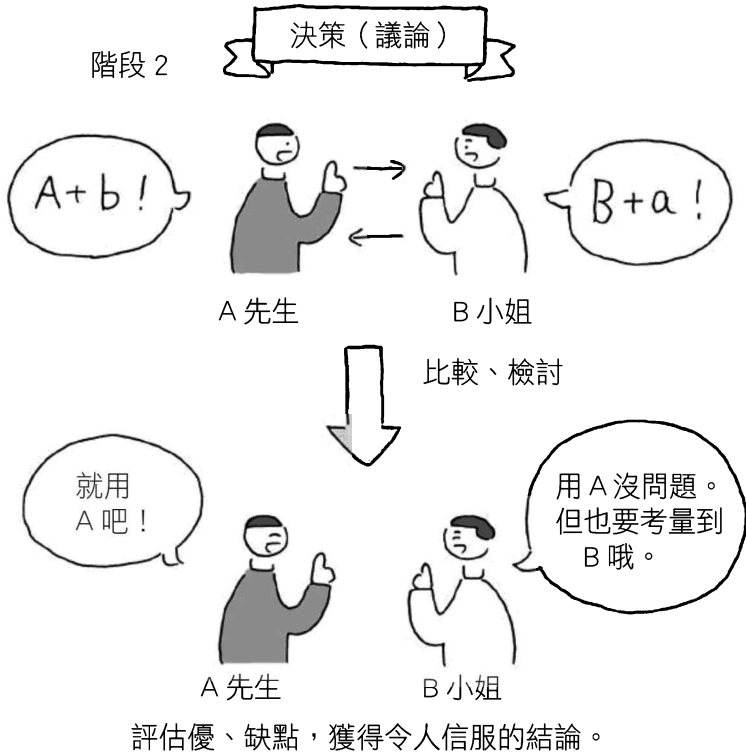 決策（議論）
階段 2
A+b！
B+a！
A 先生
B 小姐
比較、檢討
就用
A 吧！
用 A 沒問題。
但也要考量到
B 哦。
A 先生
B 小姐
評估優、缺點，獲得令人信服的結論。